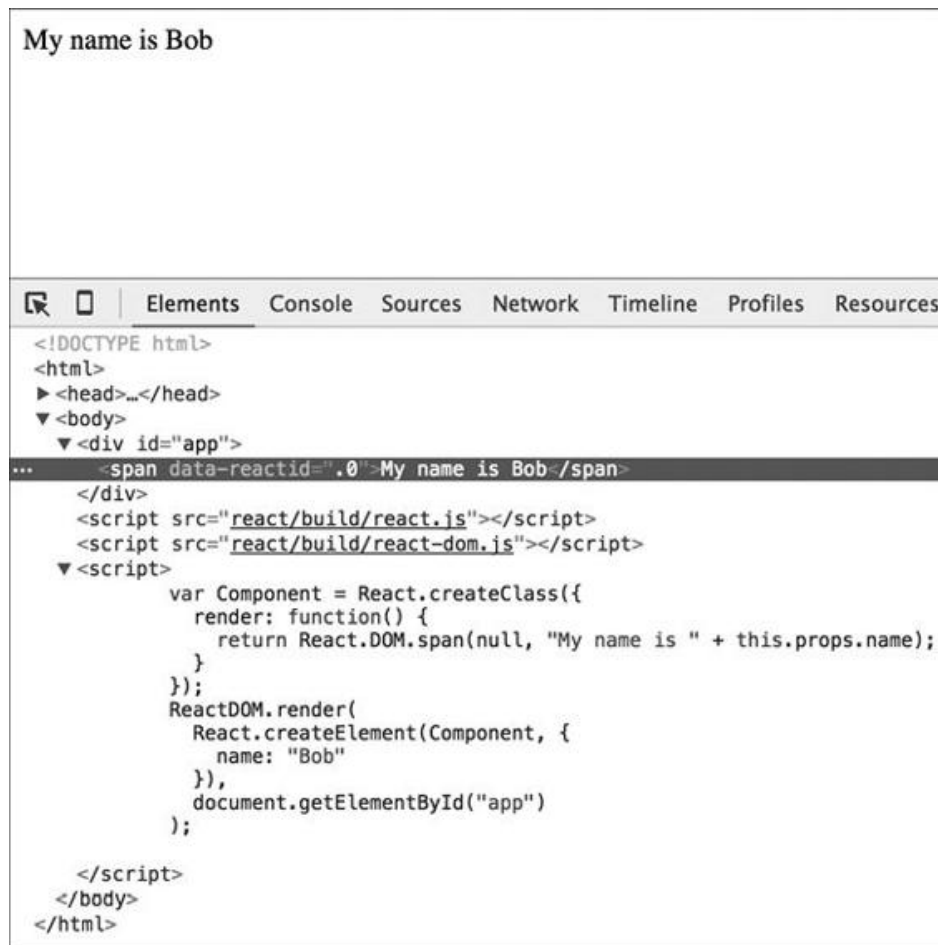 My name is Bob
Elements Console Sources Network Timeline Profiles Resources
<!DOCTYPE html>
<html>
▶<head>…</head>
▼<body>
▼<div id="app">
... <span data-reactid=".0">My name is Bob</span>
</div>
<script src="react/build/react.js"></script>
<script src="react/build/react-dom.js"></script>
▼<script>
var Component = React.createClass({
render: function() {
return React.DOM.span(null, "My name is " + this.props.name);
}
});
ReactDOM.render(
React.createElement(Component, {
name: "Bob"
}),
document.getElementById("app")
);
</script>
</body>
</html>